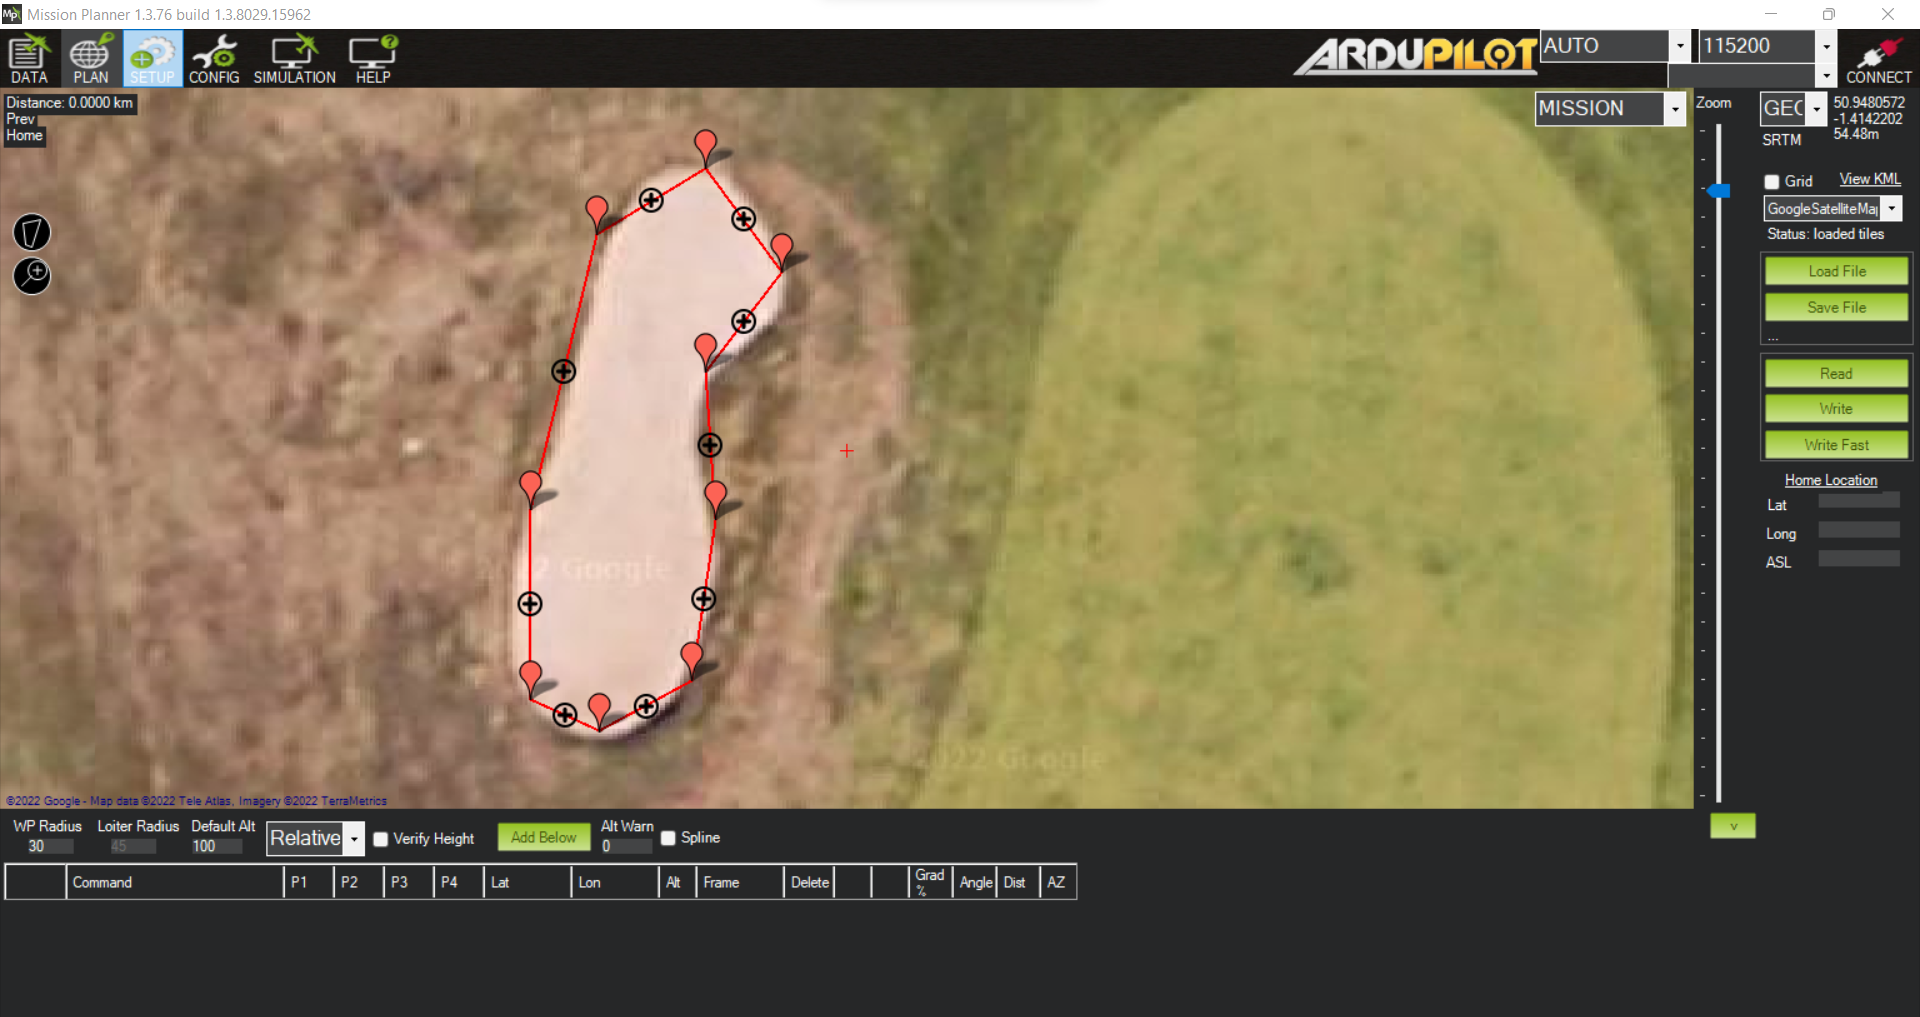 Mission Planner 1.3.76 build 1.3.8029.15962
DATA
PLAN
SETUP
CONFIG
SIMULATION
HELP
ARDUPILOT
AUTO
115200
CONNECT
Distance: 0.0000 km
Prev
Home
MISSION
Zoom
GEO
50.9480572
-1.4142202
54.48m
SRTM
Grid
View KML
GoogleSatelliteMa
Status: loaded tiles
Load File
Save File
...
Read
Write
Write Fast
Home Location
Lat
Long
ASL
2 Google
2022 Google
©2022 Google - Map data ©2022 Tele Atlas, Imagery ©2022 TerraMetrics
WP Radius
30
Loiter Radius
45
Default Alt
100
Relative
Verify Height
Add Below
Alt Warn
0
Spline
v
Command
P1
P2
P3
P4
Lat
Lon
Alt
Frame
Delete
Grad
%
Angle
Dist
AZ